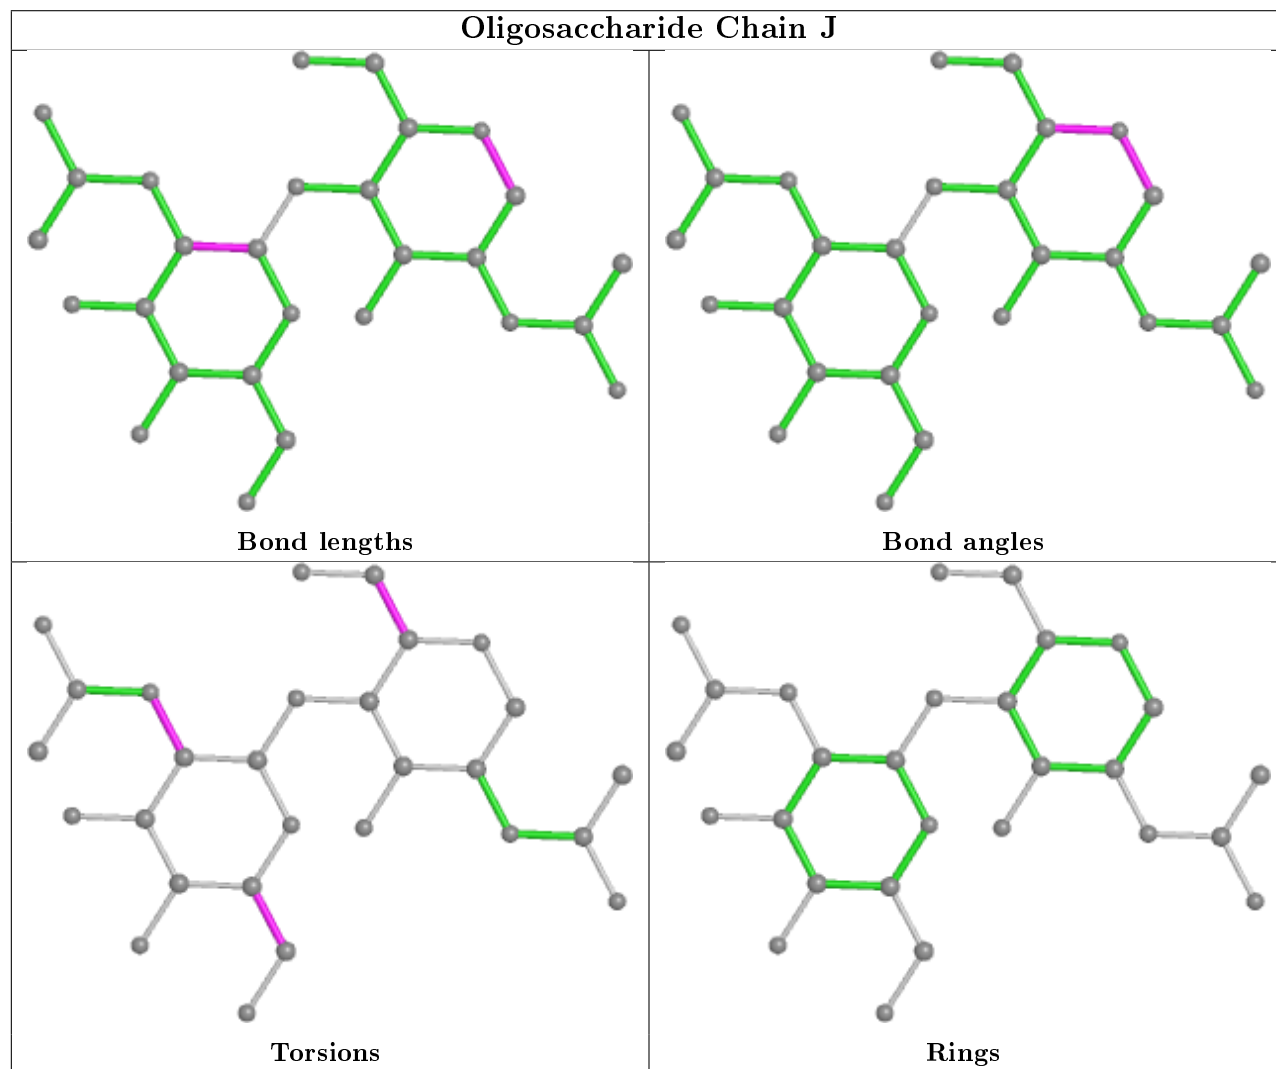 Oligosaccharide Chain J
Bond lengths
Bond angles
Torsions
Rings